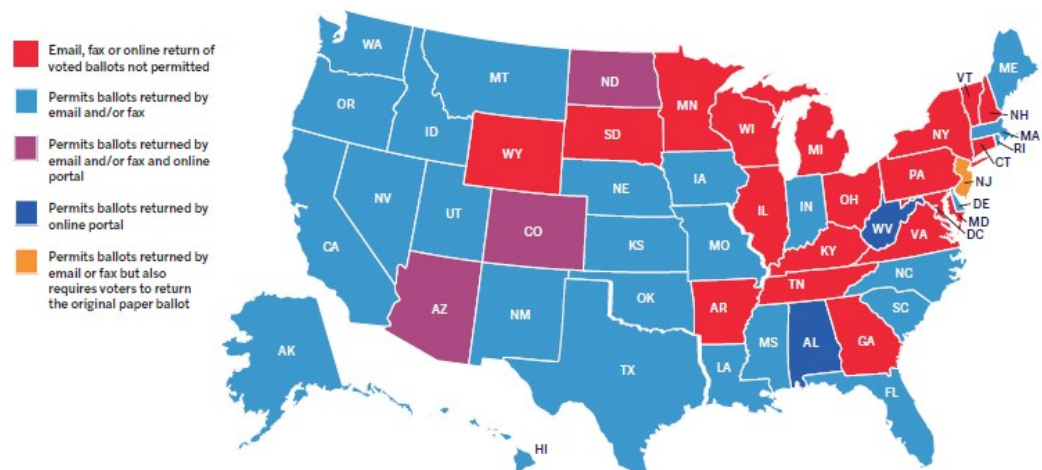 Email, fax or online return of
voted ballots not permitted
Permits ballots returned by
email and/or fax
Permits ballots returned by
email and/or fax and online
portal
Permits ballots returned by
online portal
Permits ballots returned by
email or fax but also
requires voters to return
the original paper ballot
WA
MT
ND
MN
VT
ME
OR
ID
SD
WI
MI
NY
NH
MA
RI
CT
WY
NE
IA
PA
NJ
NV
UT
CO
IL
IN
OH
DE
MD
DC
CA
KS
MO
WV
VA
KY
NC
AZ
NM
OK
AR
TN
SC
AK
TX
LA
MS
AL
GA
FL
HI